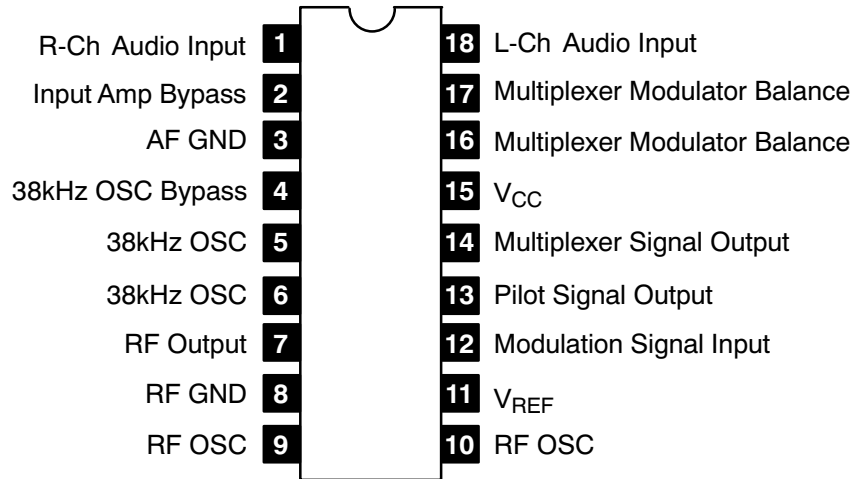 R-Ch Audio Input 1 18 L-Ch Audio Input
Input Amp Bypass 2 17 Multiplexer Modulator Balance
AF GND 3 16 Multiplexer Modulator Balance
38kHz OSC Bypass 4 15 VCC
38kHz OSC 5 14 Multiplexer Signal Output
38kHz OSC 6 13 Pilot Signal Output
RF Output 7 12 Modulation Signal Input
RF GND 8 11 VREF
RF OSC 9 10 RF OSC